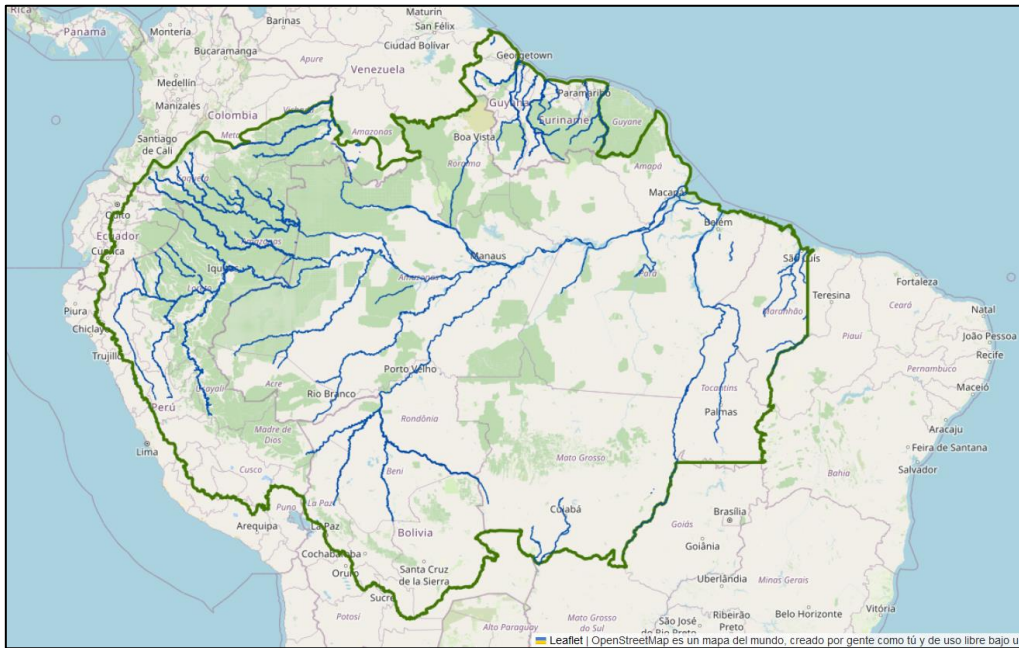 Rica
Panamá
Montería
Barinas
Maturín
San Félix
Ciudad Bolívar
Bucaramanga
Apure
Venezuela
Georgetown
Medellín
Manizales
Colombia
Guyana
Paramaribo
Suriname
Guyane
Santiago
de Cali
Meta
Amazonas
Boa Vista
Roraima
Amapá
Macapá
Quito
Ecuador
Cuenca
Belém
São Luís
Manaus
Amazonas
Pará
Fortaleza
Piura
Loreto
Teresina
Ceará
Natal
Maranhão
Chiclayo
João Pessoa
Piauí
Recife
Trujillo
Porto Velho
Pernambuco
Acre
Rio Branco
Tocantins
Maceió
Perú
Ucayali
Rondônia
Palmas
Aracaju
Madre de
Dios
Feira de Santana
Lima
Mato Grosso
Salvador
Cusco
Beni
Bahia
Puno
La Paz
Cuiabá
Brasília
Arequipa
La Paz
Bolivia
Goiás
Goiânia
Cochabamba
Santa Cruz
de la Sierra
Oruro
Uberlândia
Minas Gerais
Sucre
Vitória
Potosí
Alto Paraguay
Mato Grosso
do Sul
São José
do Rio Preto
Ribeirão
Preto
Belo Horizonte
Leaflet | OpenStreetMap es un mapa del mundo, creado por gente como tú y de uso libre bajo u